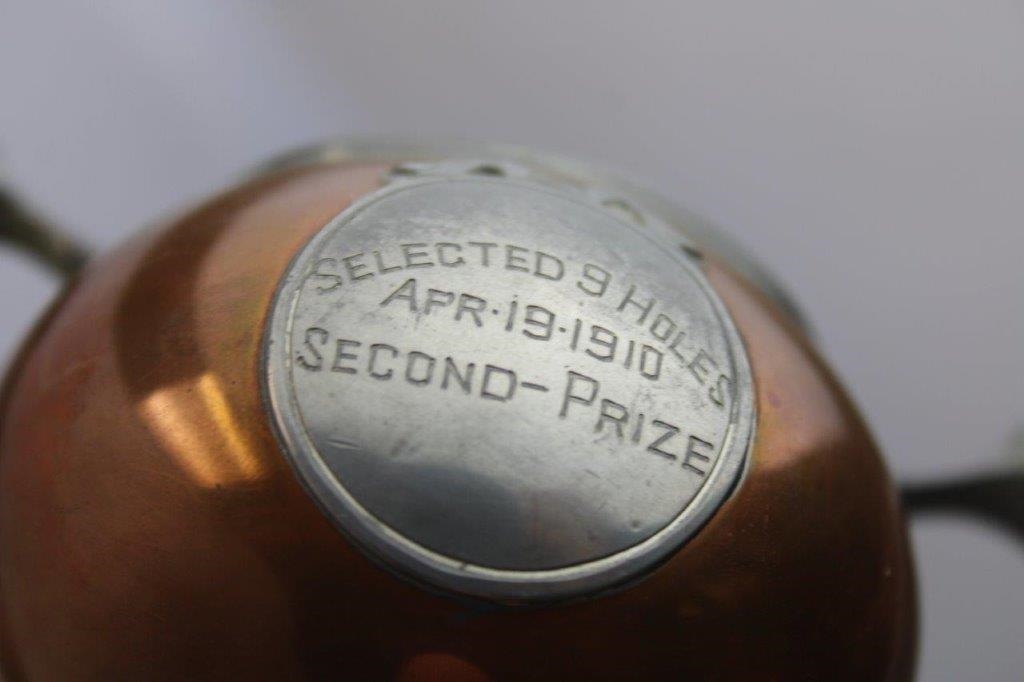 SELECTED 9 HOLES
APR·19·1910
SECOND-PRIZE